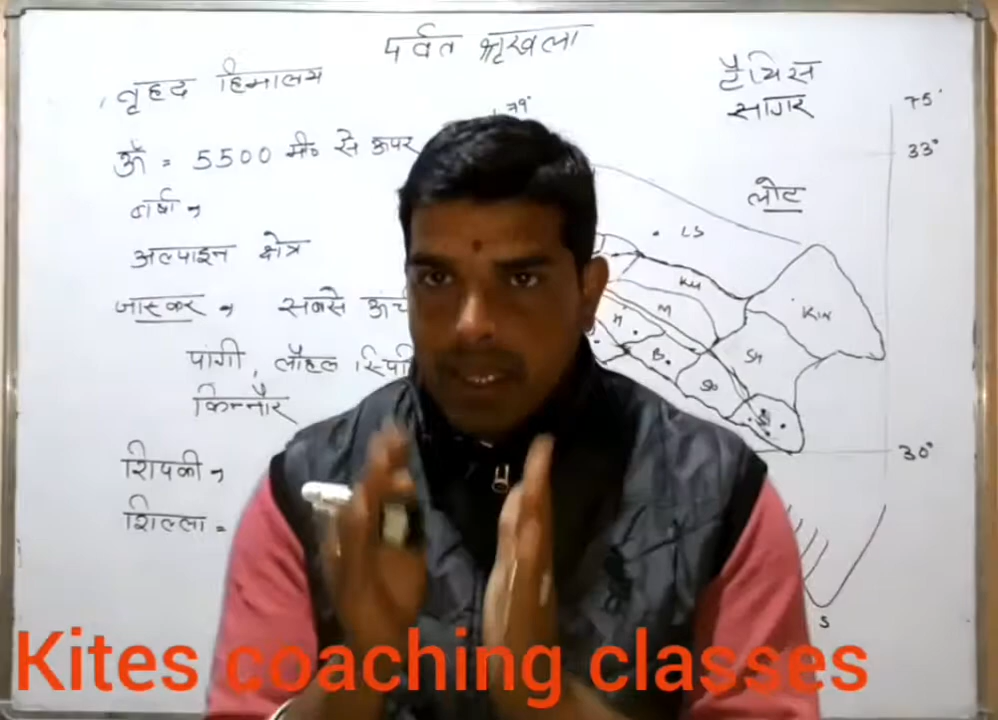 पर्वत श्रृंखला
वृहद हिमालय
टैथिस
सागर
75°
79°
33°
ऊँ = 5500 मी० से ऊपर
लोट
वर्षा →
LS
अल्पाइन क्षेत्र
KU
KIN
जास्कर → सबसे ऊंच
M
H
SH
B
So
पांगी, लौहल स्पिति
किन्नौर
30°
शिपकी →
शिल्ला =
S
Kites coaching classes